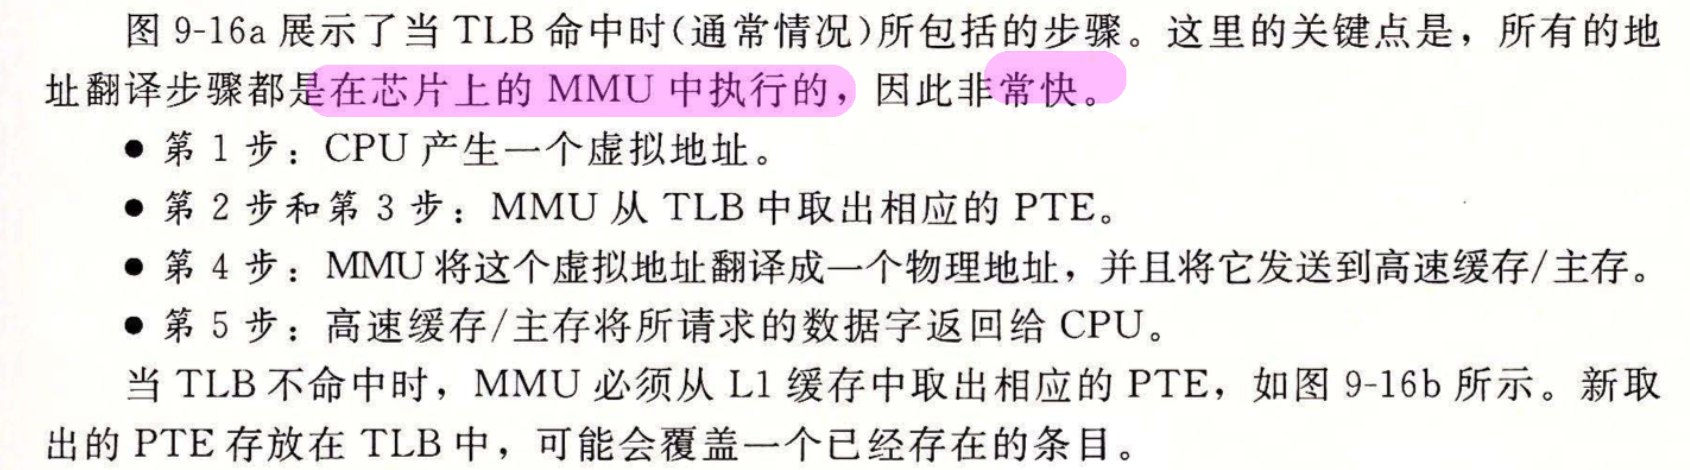 图 9-16a 展示了当 TLB 命中时(通常情况)所包括的步骤。这里的关键点是，所有的地
址翻译步骤都是在芯片上的 MMU 中执行的，因此非常快。
● 第 1 步：CPU 产生一个虚拟地址。
● 第 2 步和第 3 步：MMU 从 TLB 中取出相应的 PTE。
● 第 4 步：MMU 将这个虚拟地址翻译成一个物理地址，并且将它发送到高速缓存/主存。
● 第 5 步：高速缓存/主存将所请求的数据字返回给 CPU。
当 TLB 不命中时，MMU 必须从 L1 缓存中取出相应的 PTE，如图 9-16b 所示。新取
出的 PTE 存放在 TLB 中，可能会覆盖一个已经存在的条目。